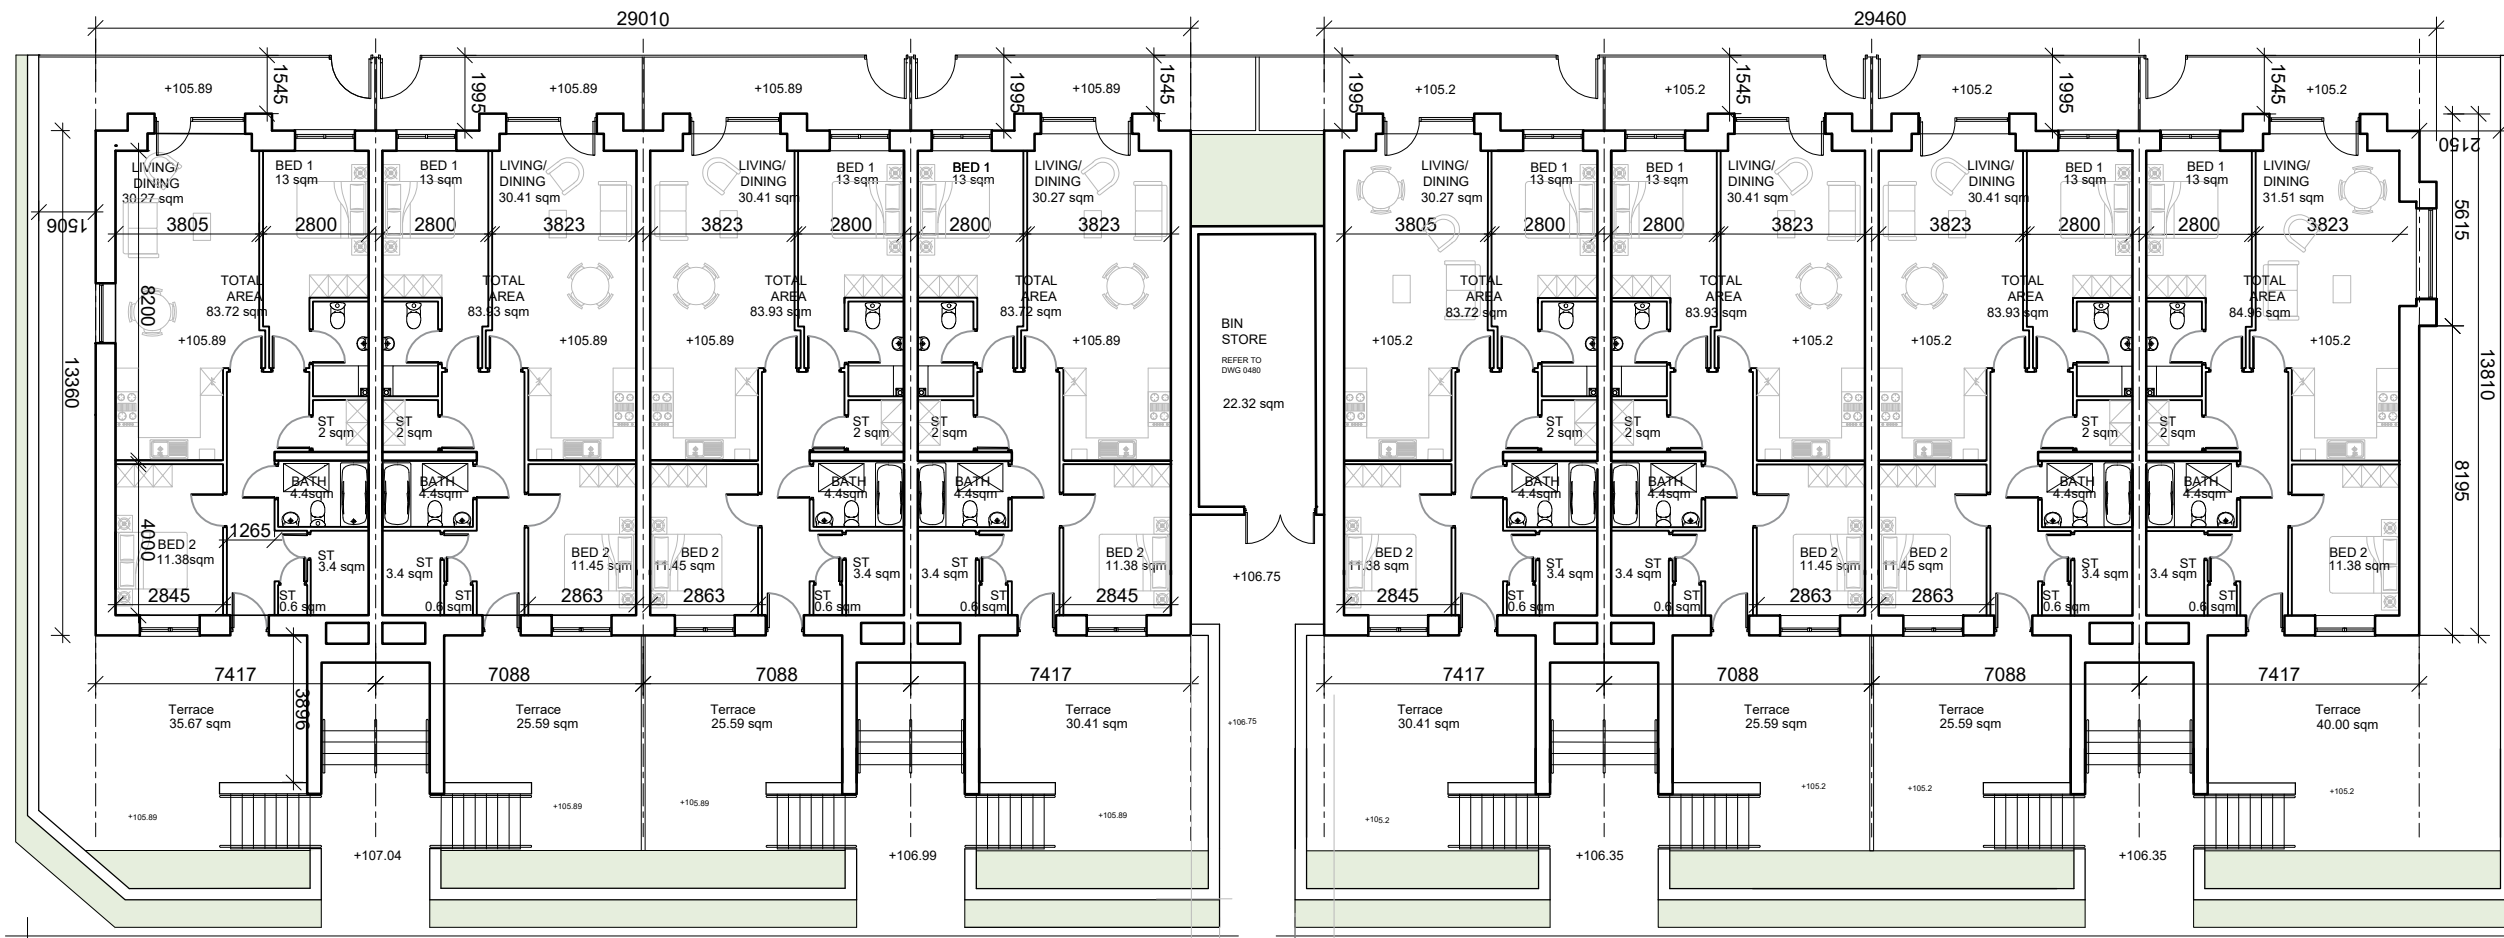 29010
29460
1545
1995
1995
1545
1995
1545
1995
1545
+105.89
+105.89
+105.89
+105.89
+105.2
+105.2
+105.2
+105.2
2150
LIVING/
DINING
30.27 sqm
BED 1
13 sqm
BED 1
13 sqm
LIVING/
DINING
30.41 sqm
LIVING/
DINING
30.41 sqm
BED 1
13 sqm
BED 1
13 sqm
LIVING/
DINING
30.27 sqm
LIVING/
DINING
30.27 sqm
BED 1
13 sqm
BED 1
13 sqm
LIVING/
DINING
30.41 sqm
LIVING/
DINING
30.41 sqm
BED 1
13 sqm
BED 1
13 sqm
LIVING/
DINING
31.51 sqm
1506
3805
2800
2800
3823
3823
2800
2800
3823
3805
2800
2800
3823
3823
2800
2800
3823
5615
TOTAL
AREA
83.72 sqm
TOTAL
AREA
83.93 sqm
TOTAL
AREA
83.93 sqm
TOTAL
AREA
83.72 sqm
TOTAL
AREA
83.72 sqm
TOTAL
AREA
83.93 sqm
TOTAL
AREA
83.93 sqm
TOTAL
AREA
84.96 sqm
8200
+105.89
+105.89
+105.89
+105.89
BIN
STORE
REFER TO
DWG 0480
22.32 sqm
+105.2
+105.2
+105.2
+105.2
13360
13810
ST
2 sqm
ST
2 sqm
ST
2 sqm
ST
2 sqm
ST
2 sqm
ST
2 sqm
ST
2 sqm
ST
2 sqm
8195
BATH
4.4sqm
BATH
4.4sqm
BATH
4.4sqm
BATH
4.4sqm
BATH
4.4sqm
BATH
4.4sqm
BATH
4.4sqm
BATH
4.4sqm
4000
1265
BED 2
11.38sqm
ST
3.4 sqm
ST
3.4 sqm
BED 2
11.45 sqm
BED 2
11.45 sqm
ST
3.4 sqm
ST
3.4 sqm
BED 2
11.38 sqm
+106.75
BED 2
11.38 sqm
ST
3.4 sqm
ST
3.4 sqm
BED 2
11.45 sqm
BED 2
11.45 sqm
ST
3.4 sqm
ST
3.4 sqm
BED 2
11.38 sqm
2845
ST
0.6 sqm
ST
0.6 sqm
2863
2863
ST
0.6 sqm
ST
0.6 sqm
2845
2845
ST
0.6 sqm
ST
0.6 sqm
2863
2863
ST
0.6 sqm
ST
0.6 sqm
7417
7088
7088
7417
7417
7088
7088
7417
3896
Terrace
35.67 sqm
Terrace
25.59 sqm
Terrace
25.59 sqm
Terrace
30.41 sqm
+106.75
Terrace
30.41 sqm
Terrace
25.59 sqm
Terrace
25.59 sqm
Terrace
40.00 sqm
+105.89
+105.89
+105.89
+105.89
+105.2
+105.2
+105.2
+105.2
+107.04
+106.99
+106.35
+106.35